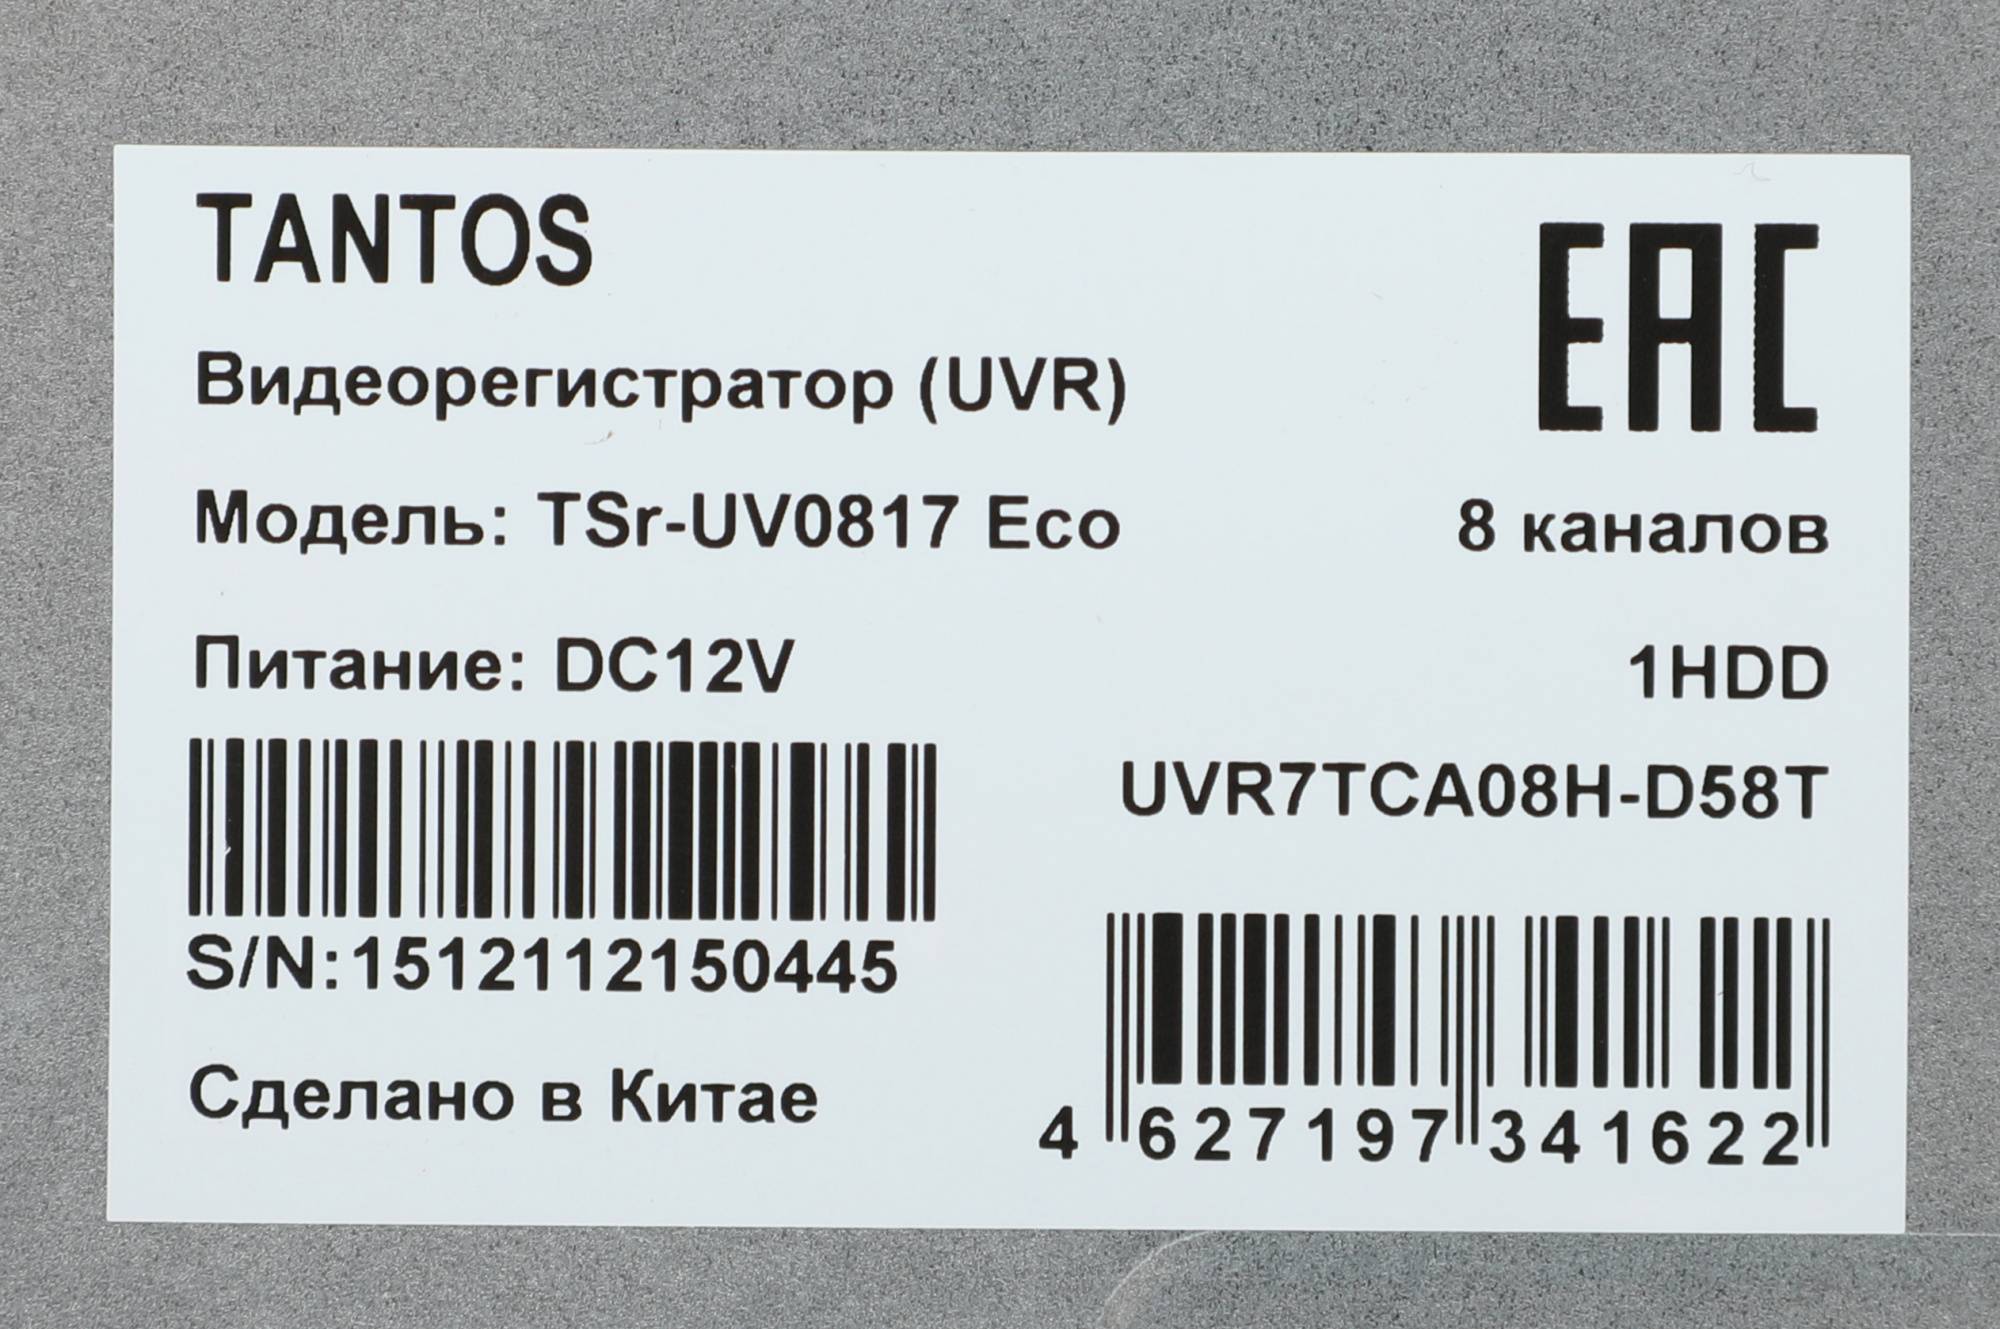 TANTOS
EAC
Видеорегистратор (UVR)
Модель: TSr-UV0817 Eco
8 каналов
Питание: DC12V
1HDD
UVR7TCA08H-D58T
S/N:1512112150445
Сделано в Китае
4 627197 341622